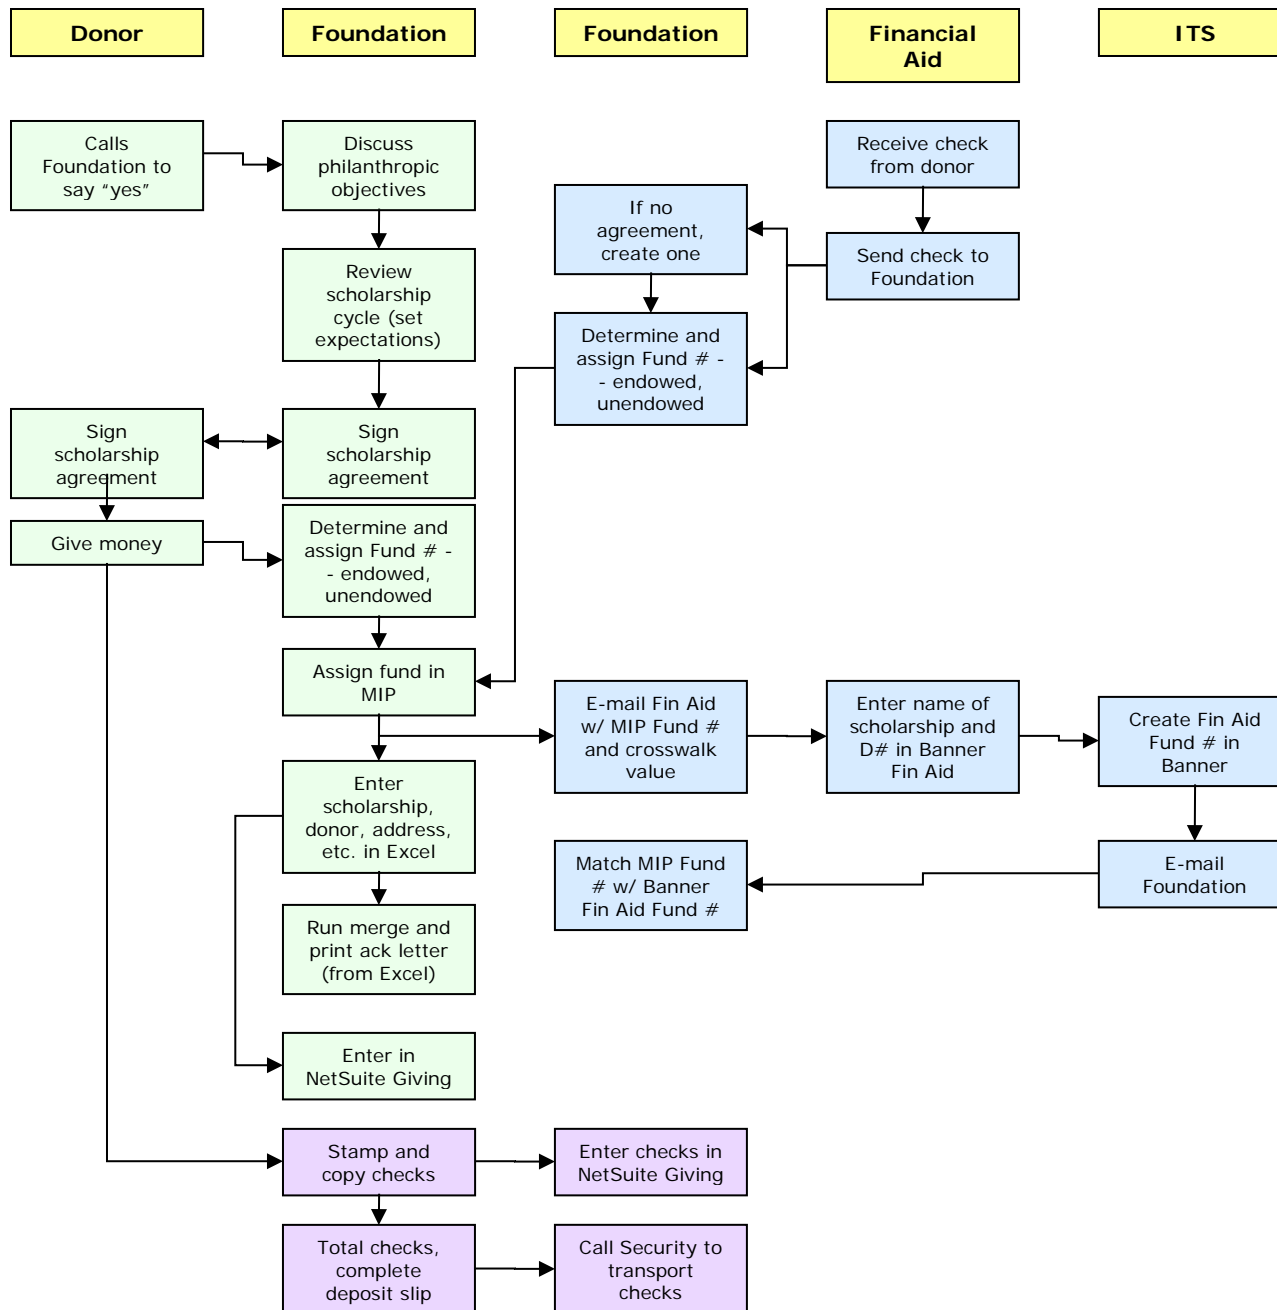 Donor
Foundation
Foundation
Financial
Aid
ITS
Calls
Foundation to
say “yes”
Discuss
philanthropic
objectives
Receive check
from donor
If no
agreement,
create one
Send check to
Foundation
Review
scholarship
cycle (set
expectations)
Determine and
assign Fund # -
- endowed,
unendowed
Sign
scholarship
agreement
Sign
scholarship
agreement
Give money
Determine and
assign Fund # -
- endowed,
unendowed
Assign fund in
MIP
E-mail Fin Aid
w/ MIP Fund #
and crosswalk
value
Enter name of
scholarship and
D# in Banner
Fin Aid
Create Fin Aid
Fund # in
Banner
Enter
scholarship,
donor, address,
etc. in Excel
Match MIP Fund
# w/ Banner
Fin Aid Fund #
E-mail
Foundation
Run merge and
print ack letter
(from Excel)
Enter in
NetSuite Giving
Stamp and
copy checks
Enter checks in
NetSuite Giving
Total checks,
complete
deposit slip
Call Security to
transport
checks